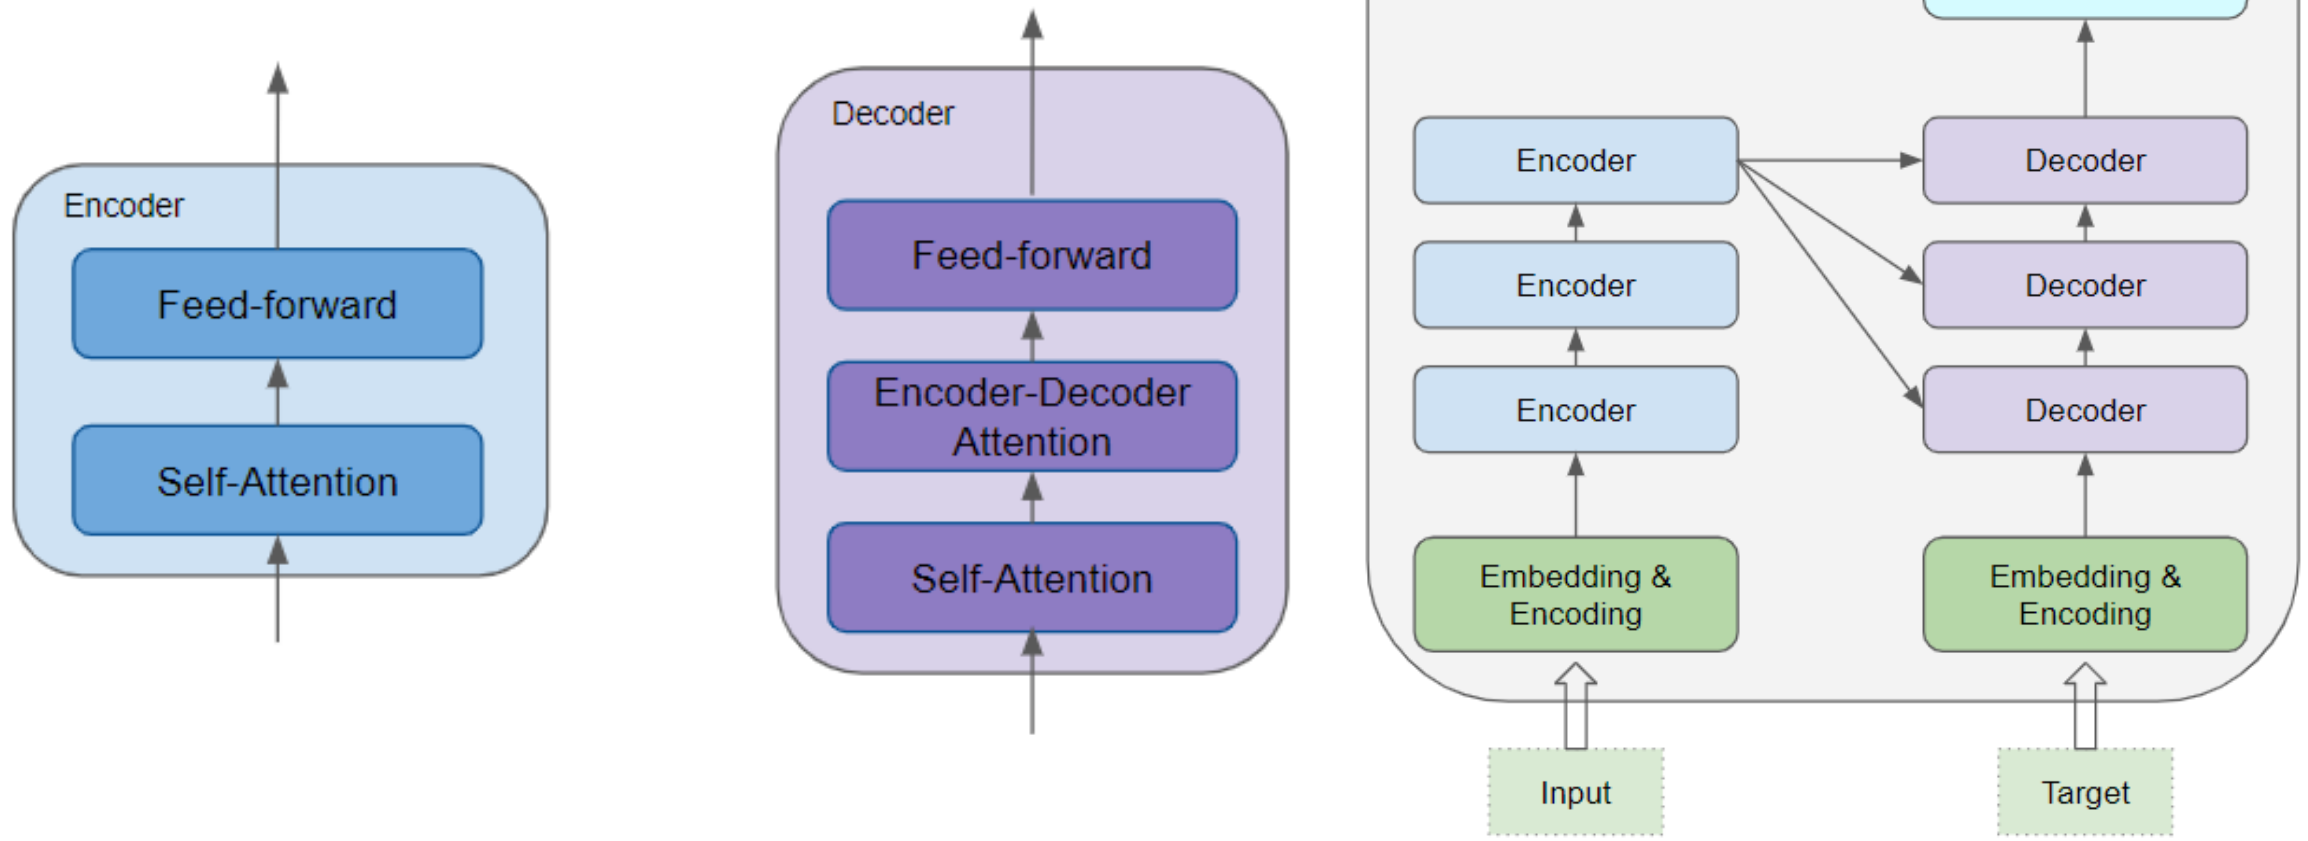 Encoder
Feed-forward
Self-Attention
Decoder
Feed-forward
Encoder-Decoder
Attention
Self-Attention
Encoder
Decoder
Encoder
Decoder
Encoder
Decoder
Embedding &
Encoding
Embedding &
Encoding
Input
Target